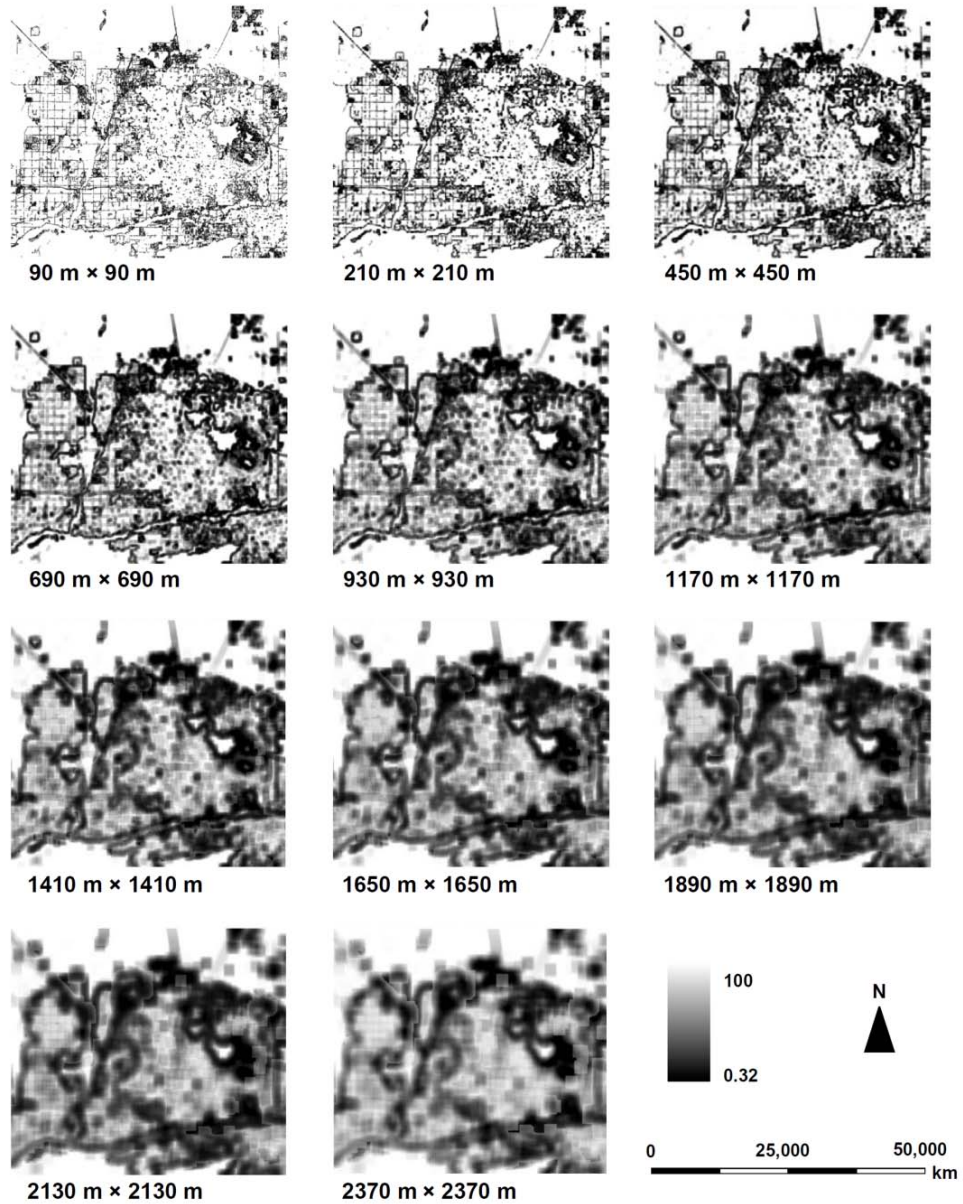 90 m × 90 m
210 m × 210 m
450 m × 450 m
690 m × 690 m
930 m × 930 m
1170 m × 1170 m
1410 m × 1410 m
1650 m × 1650 m
1890 m × 1890 m
2130 m × 2130 m
2370 m × 2370 m
100
0.32
N
0 25,000 50,000
km